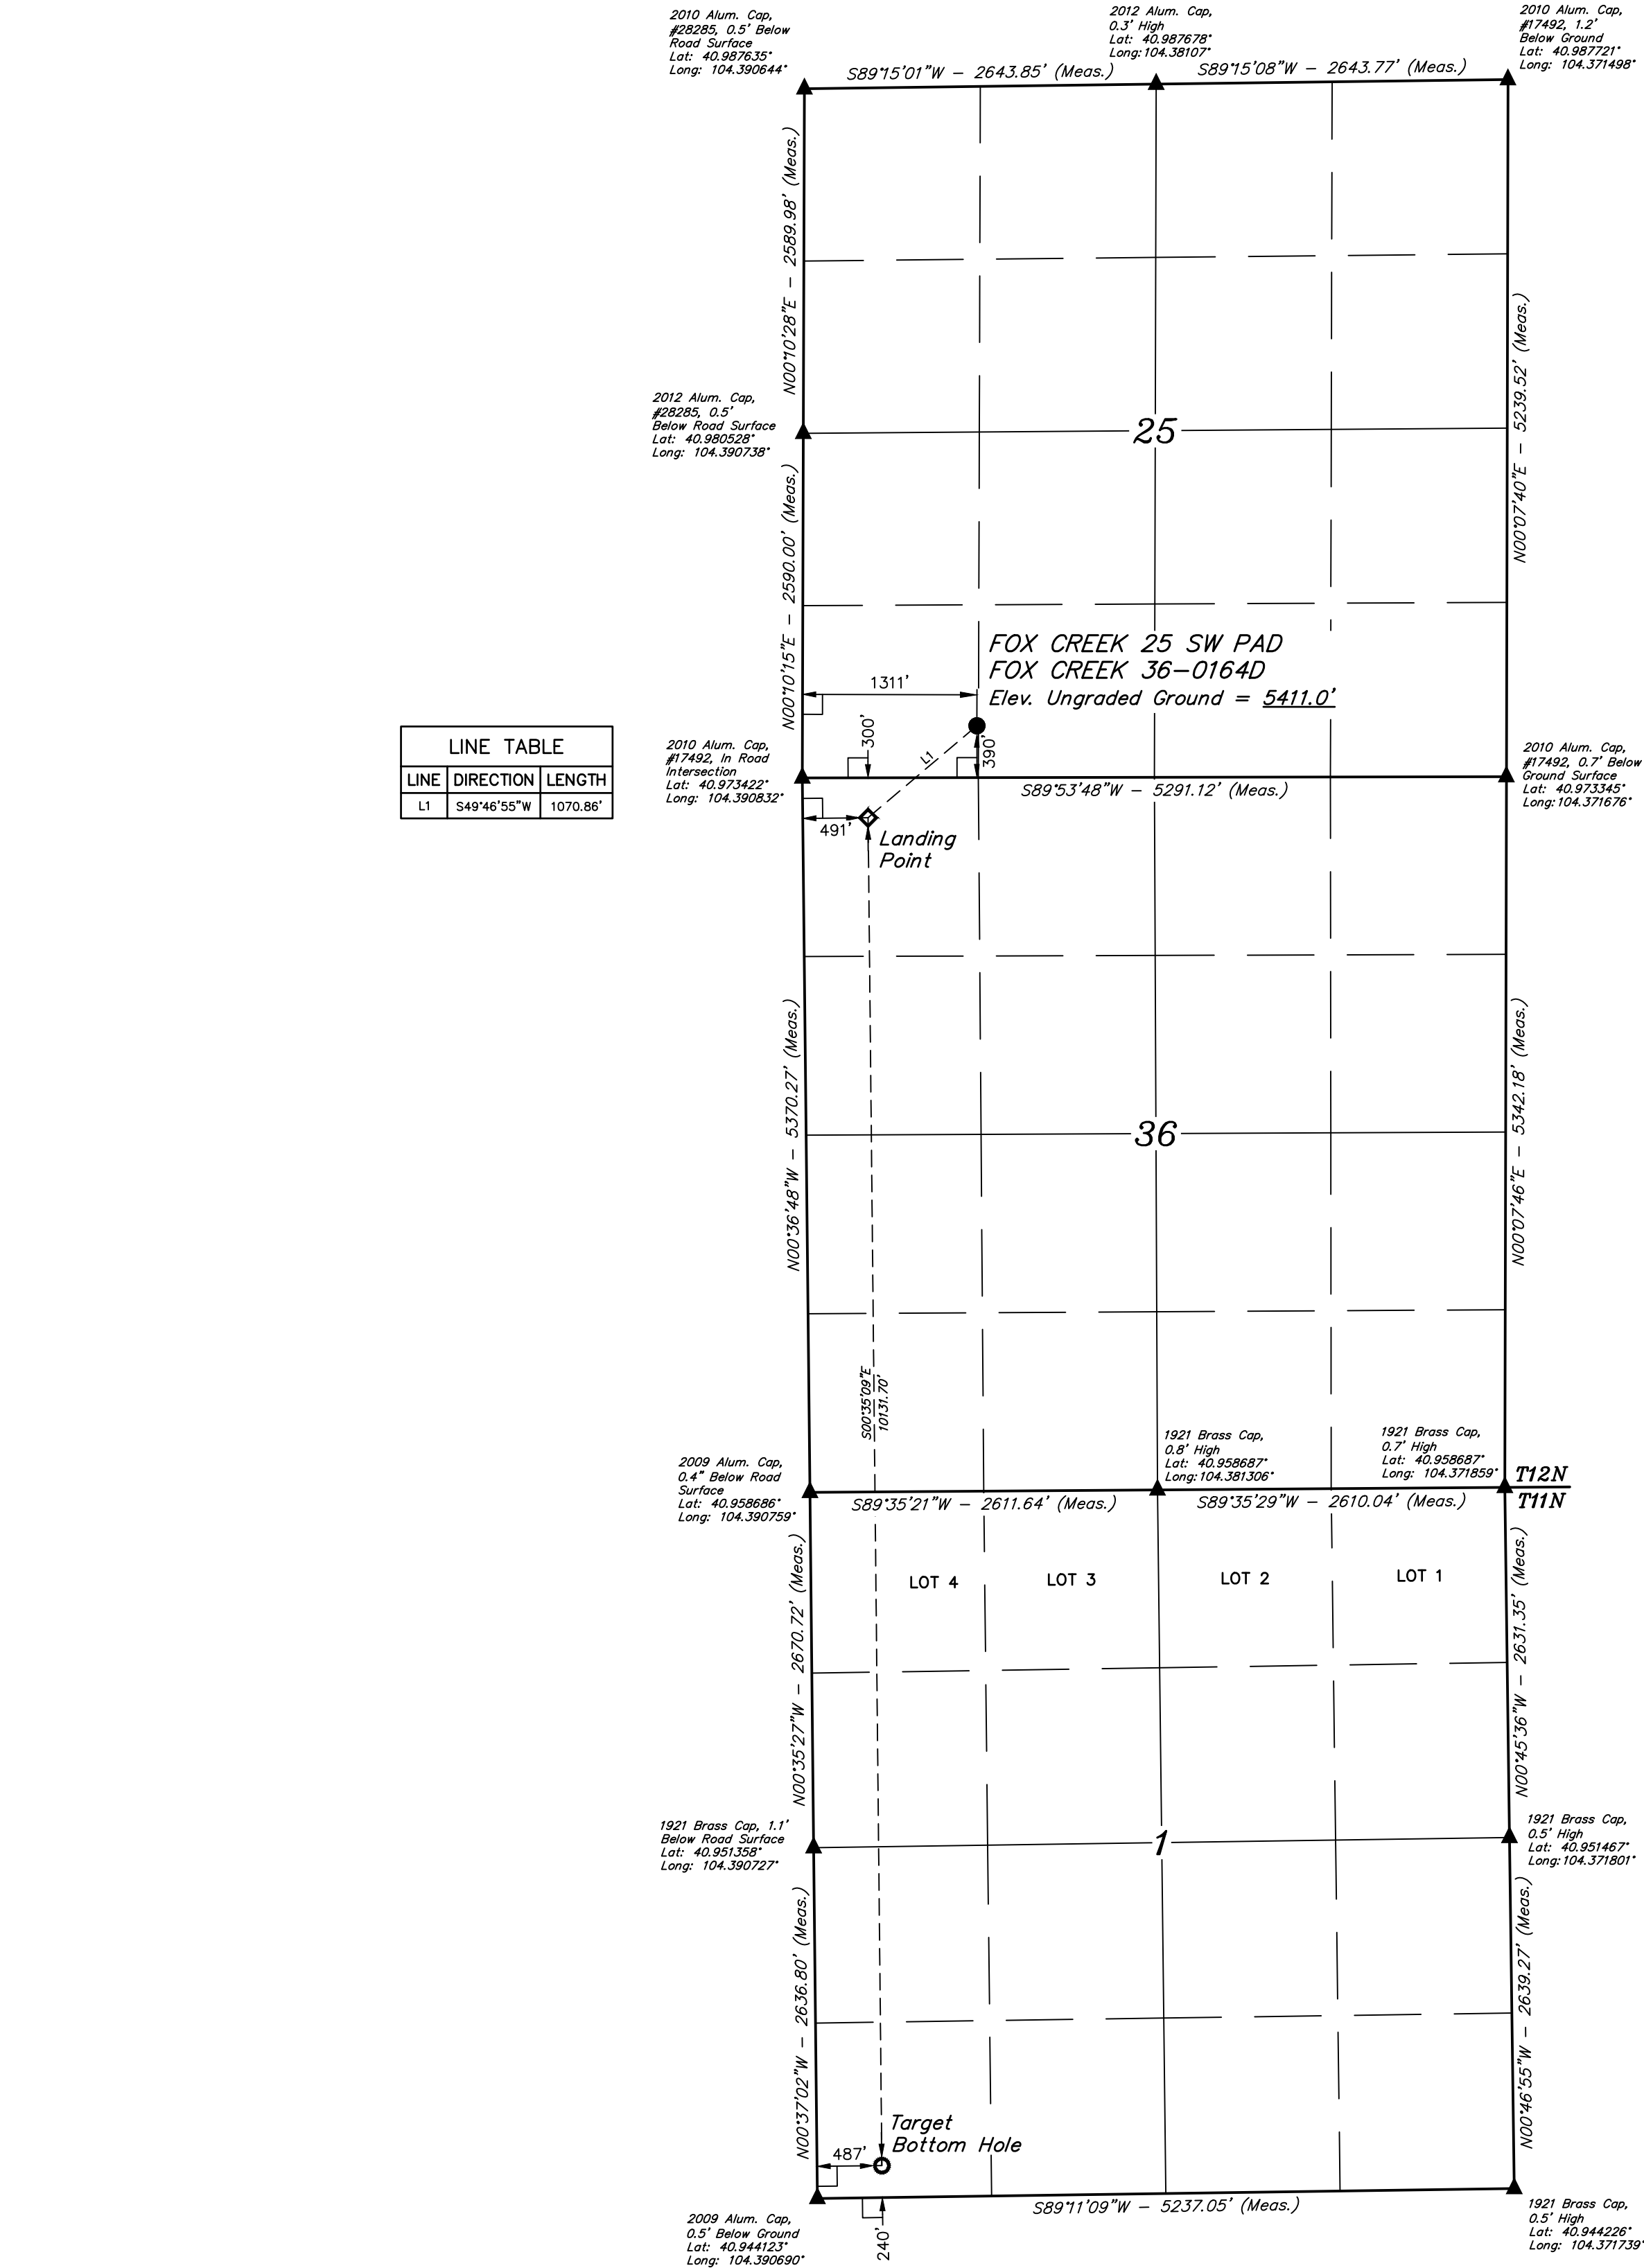 2010 Alum. Cap,
#28285, 0.5' Below
Road Surface
Lat: 40.987635°
Long: 104.390644°
2012 Alum. Cap,
0.3' High
Lat: 40.987678°
Long: 104.38107°
2010 Alum. Cap,
#17492, 1.2'
Below Ground
Lat: 40.987721°
Long: 104.371498°
S89°15'01"W - 2643.85' (Meas.)
S89°15'08"W - 2643.77' (Meas.)
N00°10'28"E - 2589.98' (Meas.)
2012 Alum. Cap,
#28285, 0.5'
Below Road Surface
Lat: 40.980528°
Long: 104.390738°
25
N00°07'40"E - 5239.52' (Meas.)
N00°10'15"E - 2590.00' (Meas.)
FOX CREEK 25 SW PAD
FOX CREEK 36-0164D
Elev. Ungraded Ground = 5411.0'
1311'
300'
L1
390'
LINE TABLE
LINE DIRECTION LENGTH
L1 S49°46'55"W 1070.86'
2010 Alum. Cap,
#17492, In Road
Intersection
Lat: 40.973422°
Long: 104.390832°
2010 Alum. Cap,
#17492, 0.7' Below
Ground Surface
Lat: 40.973345°
Long: 104.371676°
S89°53'48"W - 5291.12' (Meas.)
491'
Landing
Point
N00°36'48"W - 5370.27' (Meas.)
36
N00°07'46"E - 5342.18' (Meas.)
S00°35'09"E
10131.70'
2009 Alum. Cap,
0.4" Below Road
Surface
Lat: 40.958686°
Long: 104.390759°
1921 Brass Cap,
0.8' High
Lat: 40.958687°
Long: 104.381306°
1921 Brass Cap,
0.7' High
Lat: 40.958687°
Long: 104.371859°
T12N
T11N
S89°35'21"W - 2611.64' (Meas.)
S89°35'29"W - 2610.04' (Meas.)
LOT 4
LOT 3
LOT 2
LOT 1
N00°35'27"W - 2670.72' (Meas.)
N00°45'36"W - 2631.35' (Meas.)
1921 Brass Cap, 1.1'
Below Road Surface
Lat: 40.951358°
Long: 104.390727°
1
1921 Brass Cap,
0.5' High
Lat: 40.951467°
Long: 104.371801°
N00°37'02"W - 2636.80' (Meas.)
N00°46'55"W - 2639.27' (Meas.)
Target
Bottom Hole
487'
240'
S89°11'09"W - 5237.05' (Meas.)
2009 Alum. Cap,
0.5' Below Ground
Lat: 40.944123°
Long: 104.390690°
1921 Brass Cap,
0.5' High
Lat: 40.944226°
Long: 104.371739°